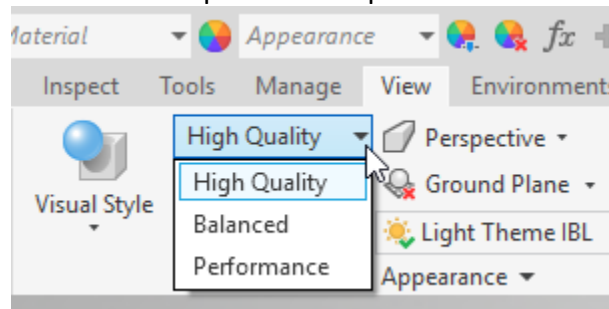 Material Appearance fx
Inspect Tools Manage View Environment
High Quality Perspective
High Quality Ground Plane
Visual Style
Balanced Light Theme IBL
Performance Appearance